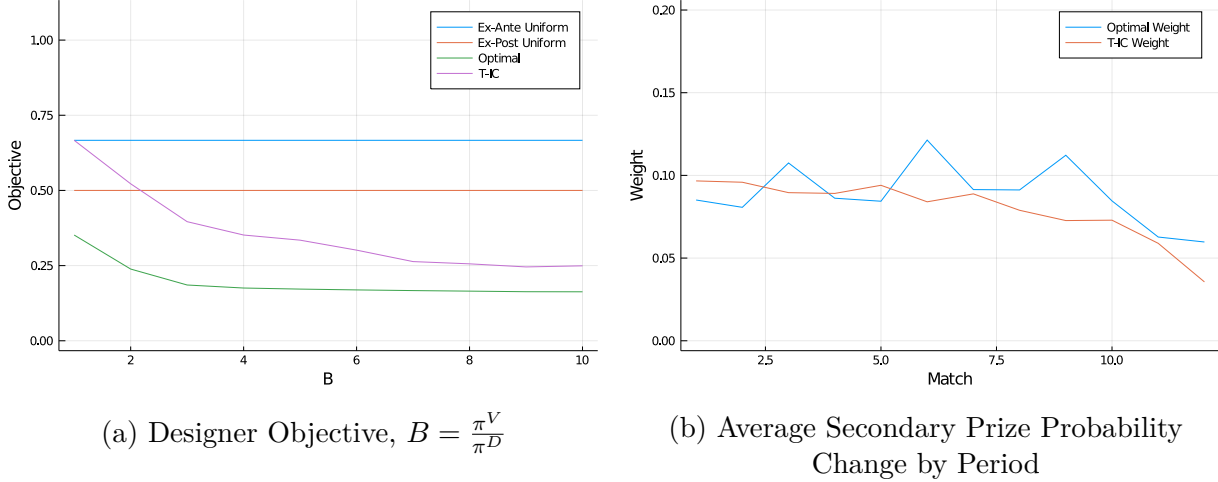 1.00
0.75
0.50
0.25
0.00
Objective
2
4
6
8
10
B
Ex-Ante Uniform
Ex-Post Uniform
Optimal
T-IC
(a) Designer Objective, B = π^V / π^D
0.20
0.15
0.10
0.05
0.00
Weight
2.5
5.0
7.5
10.0
Match
Optimal Weight
T-IC Weight
(b) Average Secondary Prize Probability
Change by Period